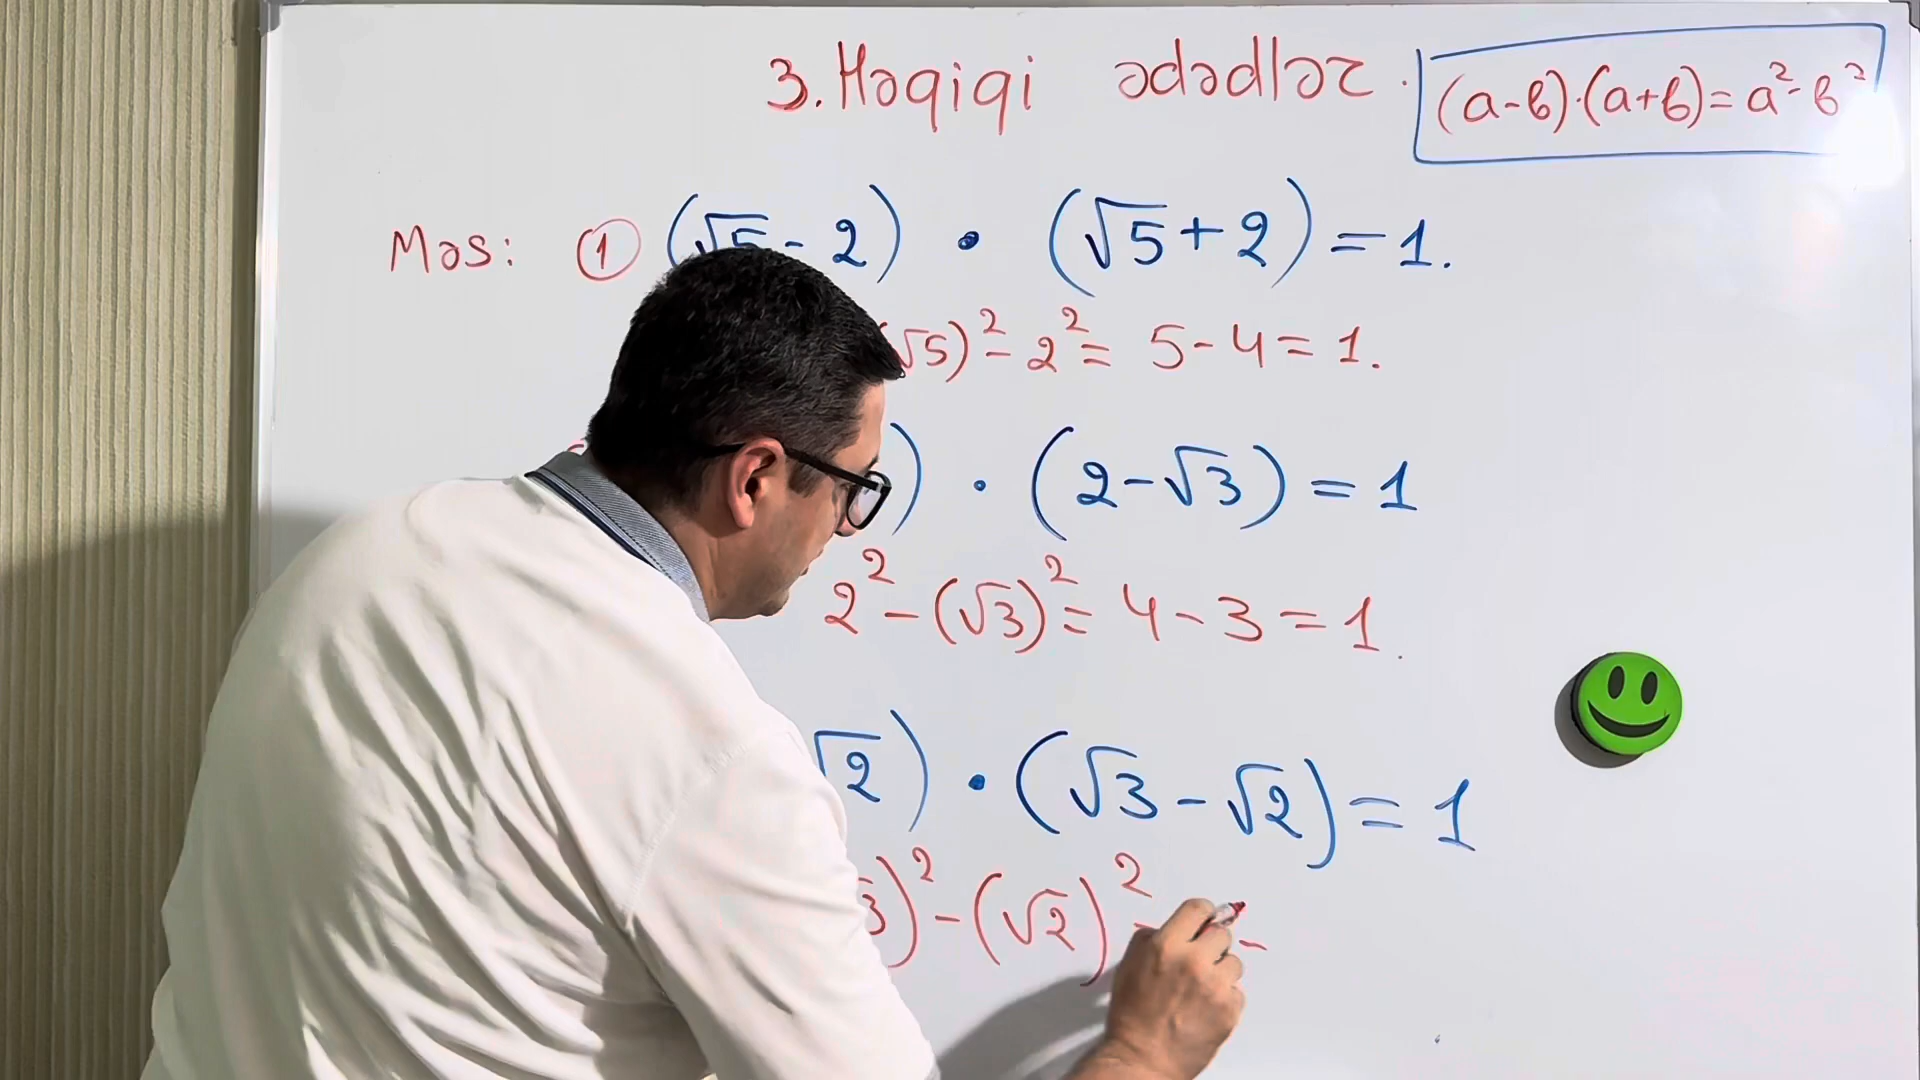 3. Həqiqi ədədlər.
(a-b)·(a+b)=a²-b²
Məs: ① (√5 - 2) · (√5 + 2) = 1.
√5)² - 2² = 5 - 4 = 1.
) · (2 - √3) = 1
2² - (√3)² = 4 - 3 = 1.
√2) · (√3 - √2) = 1
3)² - (√2)² = -